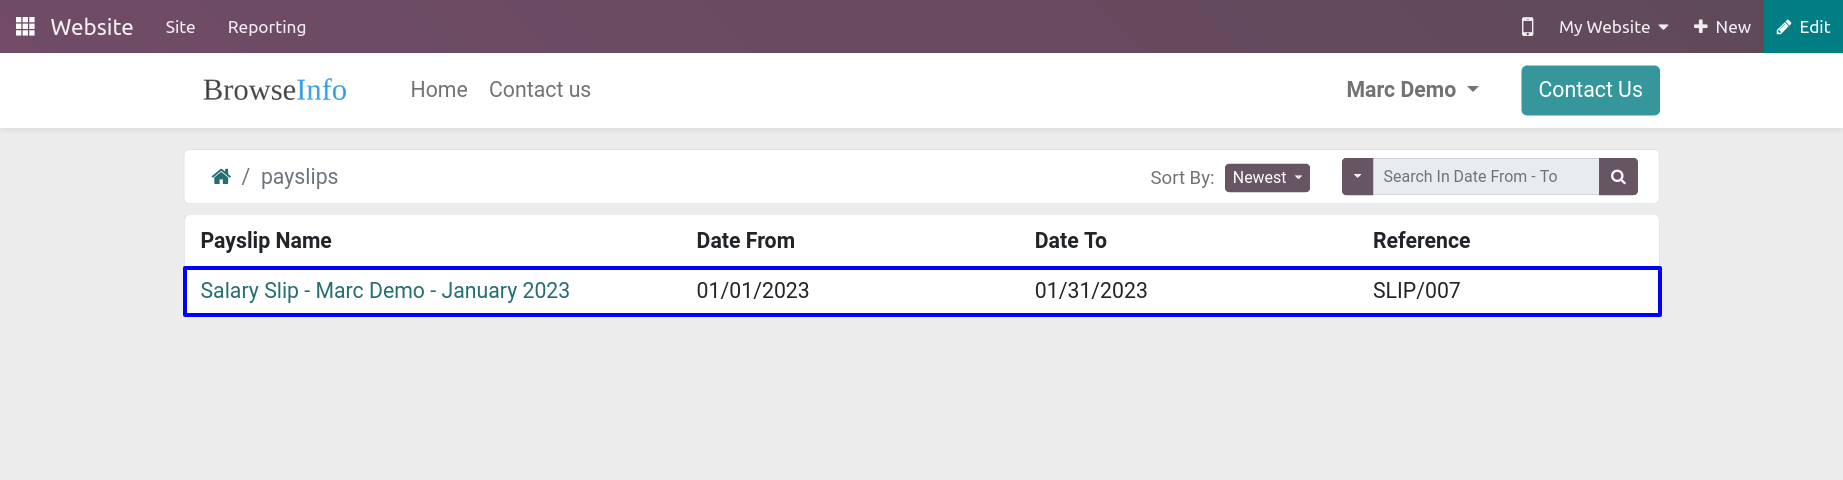 Website Site Reporting My Website New Edit
BrowseInfo Home Contact us Marc Demo Contact Us
/ payslips Sort By: Newest Search In Date From - To
Payslip Name Date From Date To Reference
Salary Slip - Marc Demo - January 2023 01/01/2023 01/31/2023 SLIP/007